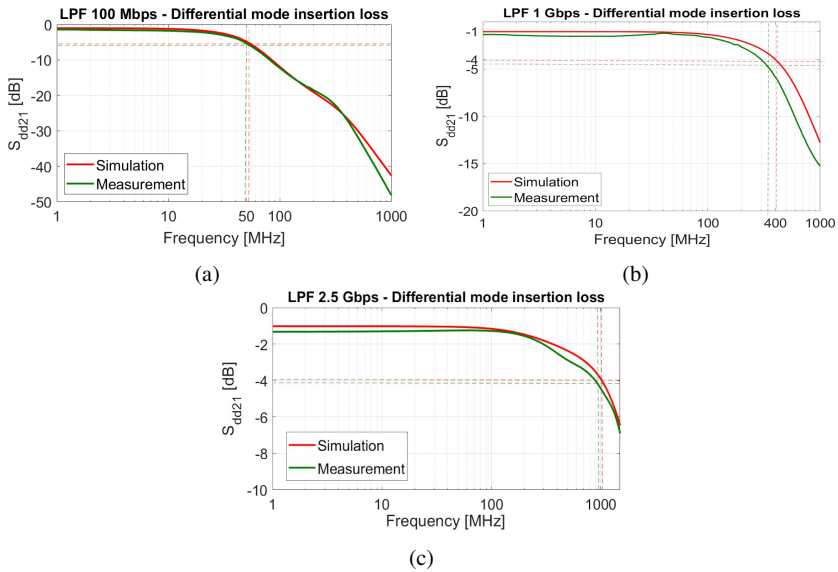 LPF 100 Mbps - Differential mode insertion loss
0
-10
-20
-30
-40
-50
S_dd21 [dB]
Simulation
Measurement
1
10
50
100
1000
Frequency [MHz]
(a)
LPF 1 Gbps - Differential mode insertion loss
-1
-4
-5
-10
-15
-20
S_dd21 [dB]
Simulation
Measurement
1
10
100
400
1000
Frequency [MHz]
(b)
LPF 2.5 Gbps - Differential mode insertion loss
0
-2
-4
-6
-8
-10
S_dd21 [dB]
Simulation
Measurement
1
10
100
1000
Frequency [MHz]
(c)